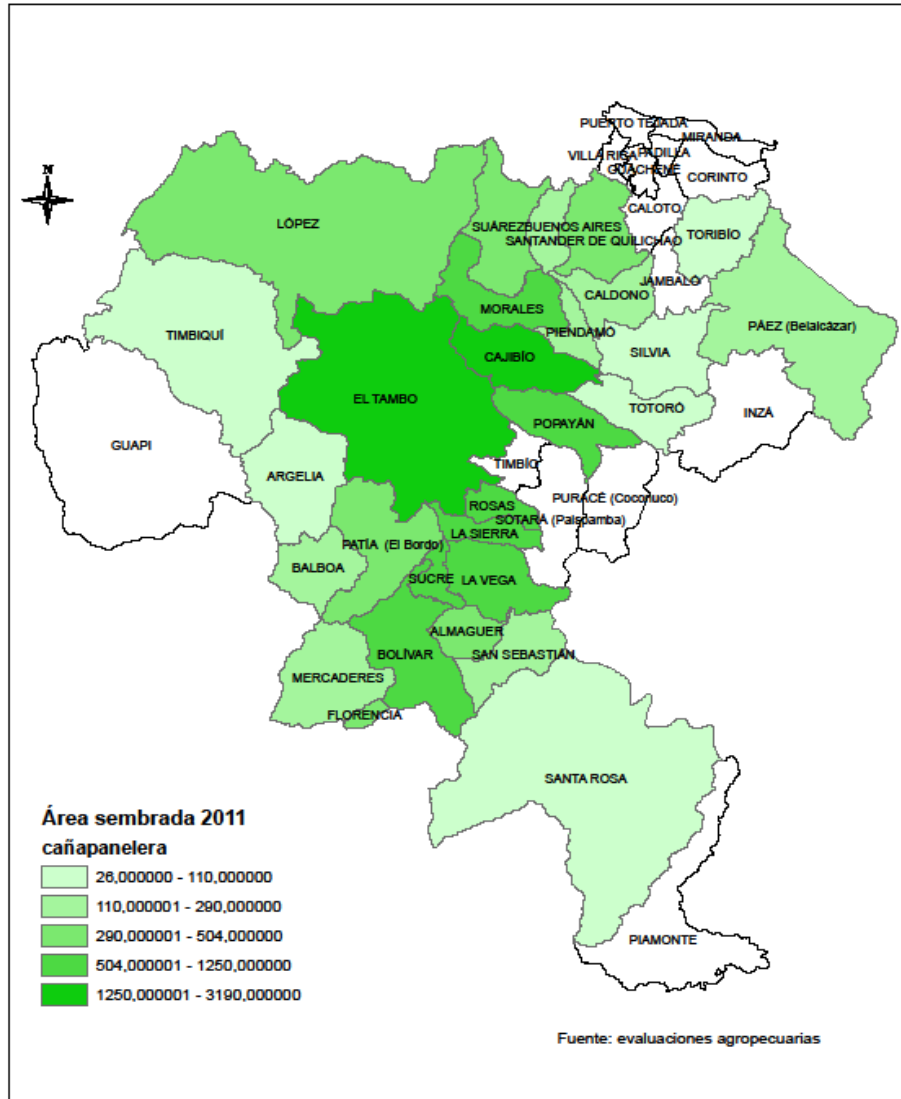 PUERTO TEJADA
MIRANDA
VILLA RICA
PADILLA
GUACHENÉ
CORINTO
N
CALOTO
LÓPEZ
SUÁREZ
BUENOS AIRES
TORIBÍO
SANTANDER DE QUILICHAO
JAMBALÓ
CALDONO
MORALES
PÁEZ (Belalcázar)
TIMBIQUÍ
PIENDAMÓ
CAJIBÍO
SILVIA
EL TAMBO
TOTORÓ
INZÁ
POPAYÁN
GUAPI
TIMBÍO
ARGELIA
PURACÉ (Coconuco)
ROSAS
SOTARÁ (Paispamba)
LA SIERRA
PATÍA (El Bordo)
BALBOA
SUCRE
LA VEGA
ALMAGUER
BOLÍVAR
SAN SEBASTIÁN
MERCADERES
FLORENCIA
SANTA ROSA
PIAMONTE
Área sembrada 2011
cañapanelera
26,000000 - 110,000000
110,000001 - 290,000000
290,000001 - 504,000000
504,000001 - 1250,000000
1250,000001 - 3190,000000
Fuente: evaluaciones agropecuarias